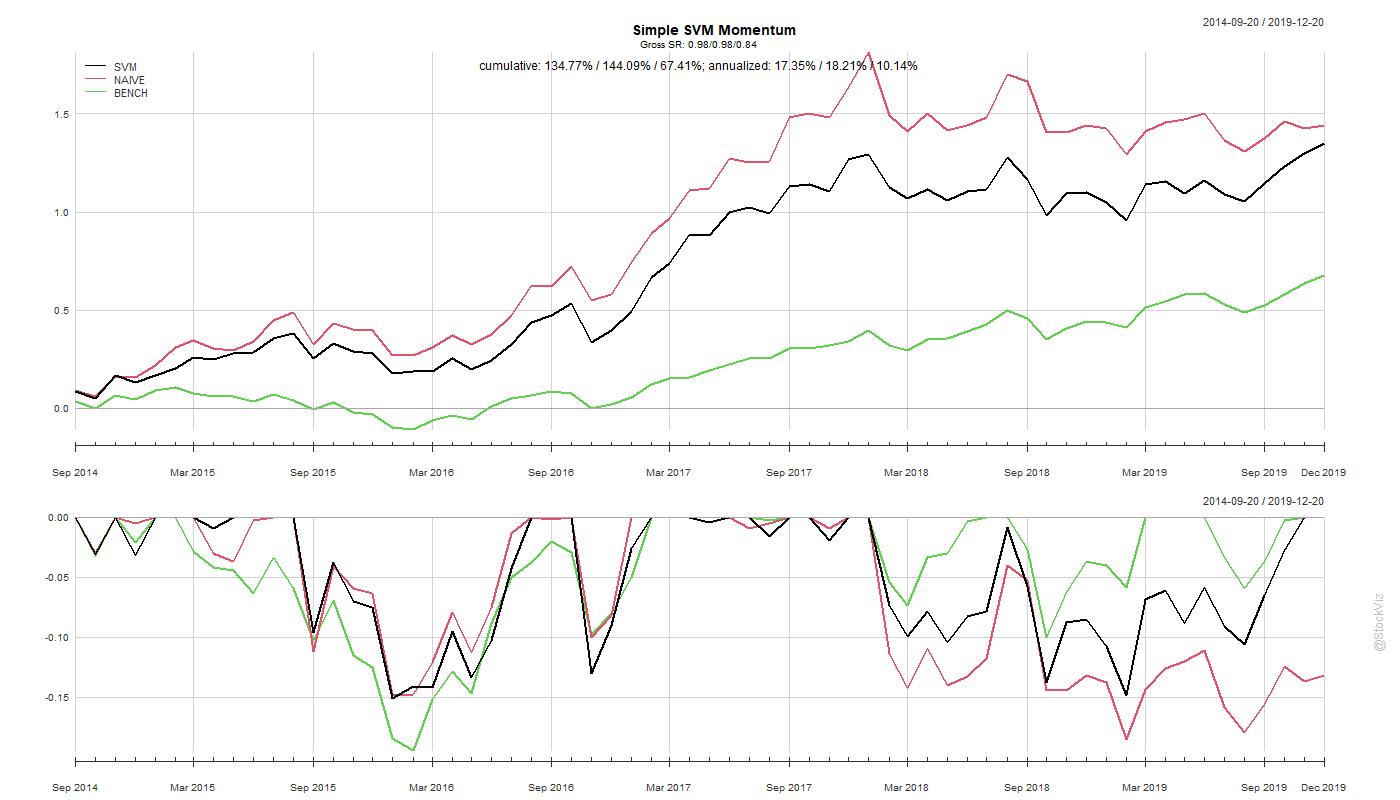 2014-09-20 / 2019-12-20
Simple SVM Momentum
Gross SR: 0.98/0.98/0.84
cumulative: 134.77% / 144.09% / 67.41%; annualized: 17.35% / 18.21% / 10.14%
SVM
NAIVE
BENCH
1.5
1.0
0.5
0.0
Sep 2014 Mar 2015 Sep 2015 Mar 2016 Sep 2016 Mar 2017 Sep 2017 Mar 2018 Sep 2018 Mar 2019 Sep 2019 Dec 2019
2014-09-20 / 2019-12-20
0.00
-0.05
-0.10
-0.15
@StockViz
Sep 2014 Mar 2015 Sep 2015 Mar 2016 Sep 2016 Mar 2017 Sep 2017 Mar 2018 Sep 2018 Mar 2019 Sep 2019 Dec 2019